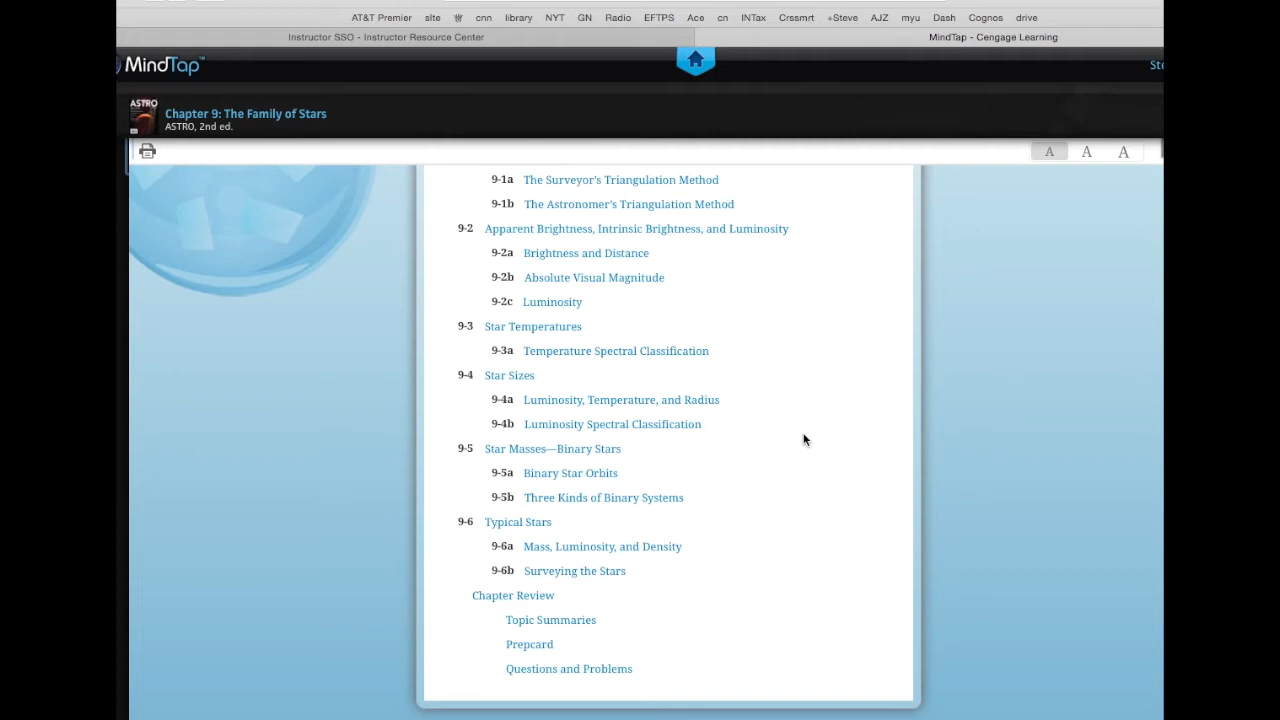 AT&T Premier site cnn library NYT GN Radio EFTPS Ace cn INTax Crssmrt +Steve AJZ myu Dash Cognos drive
Instructor SSO - Instructor Resource Center MindTap - Cengage Learning
MindTap™
Ste
ASTRO
Chapter 9: The Family of Stars
ASTRO, 2nd ed.
A A A
9-1a The Surveyor's Triangulation Method
9-1b The Astronomer's Triangulation Method
9-2 Apparent Brightness, Intrinsic Brightness, and Luminosity
9-2a Brightness and Distance
9-2b Absolute Visual Magnitude
9-2c Luminosity
9-3 Star Temperatures
9-3a Temperature Spectral Classification
9-4 Star Sizes
9-4a Luminosity, Temperature, and Radius
9-4b Luminosity Spectral Classification
9-5 Star Masses—Binary Stars
9-5a Binary Star Orbits
9-5b Three Kinds of Binary Systems
9-6 Typical Stars
9-6a Mass, Luminosity, and Density
9-6b Surveying the Stars
Chapter Review
Topic Summaries
Prepcard
Questions and Problems